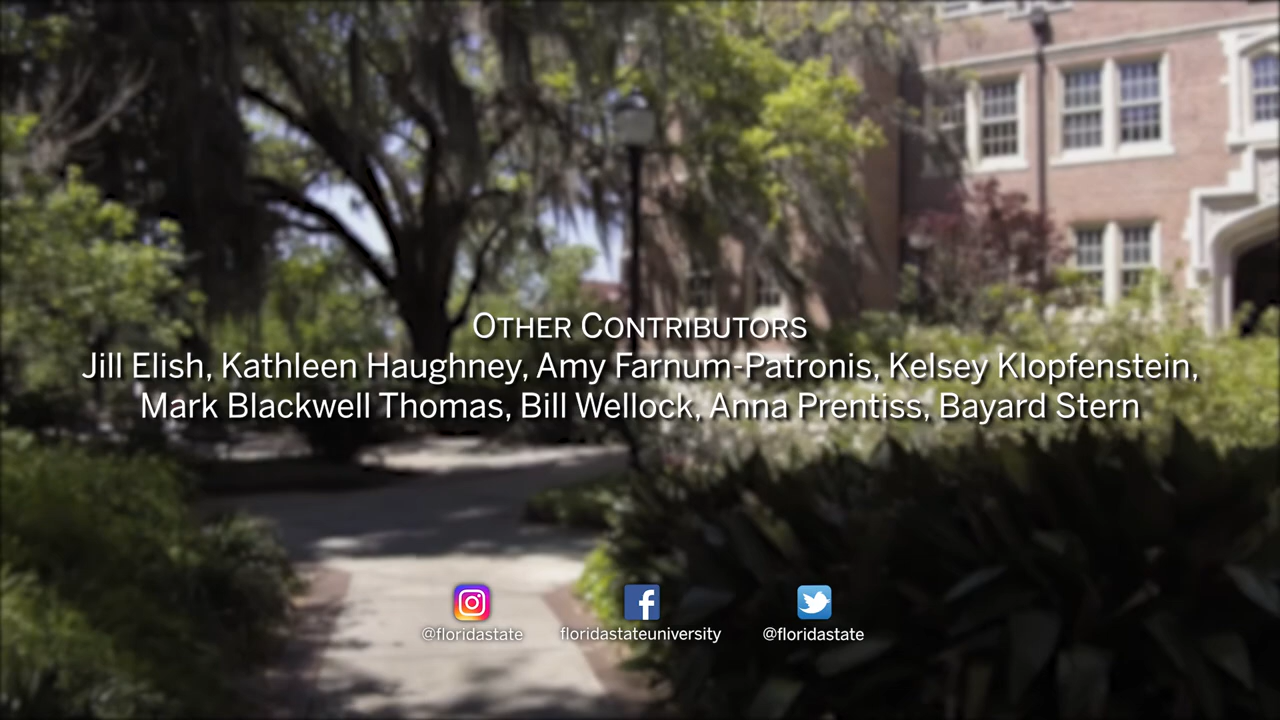 Other Contributors
Jill Elish, Kathleen Haughney, Amy Farnum-Patronis, Kelsey Klopfenstein,
Mark Blackwell Thomas, Bill Wellock, Anna Prentiss, Bayard Stern
@floridastate floridastateuniversity @floridastate